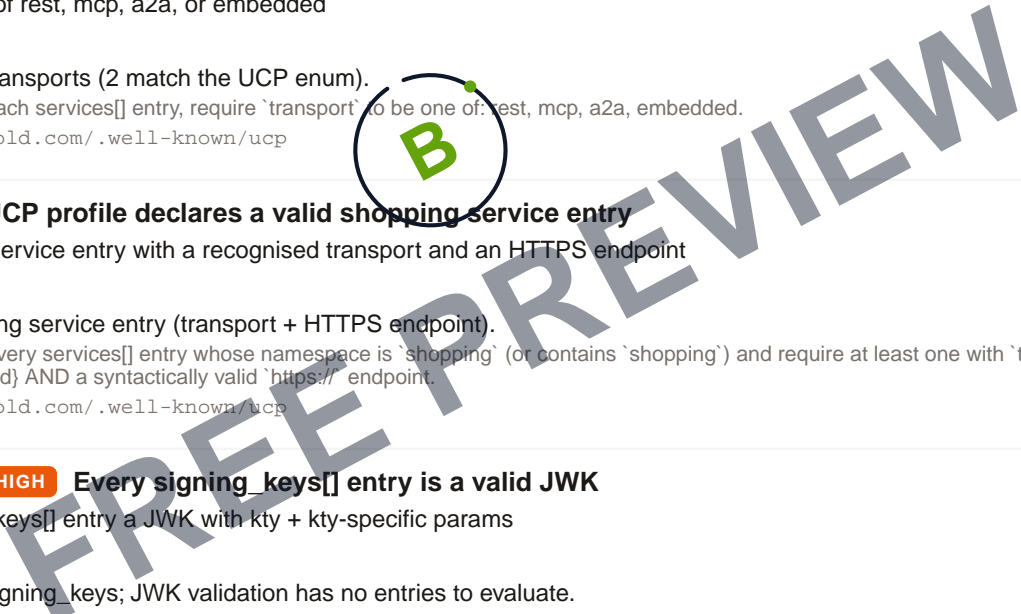 of rest, mcp, a2a, or embedded
ansports (2 match the UCP enum).
ach services[] entry, require `transport` to be one of: rest, mcp, a2a, embedded.
old.com/.well-known/ucp
B
UCP profile declares a valid shopping service entry
ervice entry with a recognised transport and an HTTPS endpoint
ng service entry (transport + HTTPS endpoint).
very services[] entry whose namespace is `shopping` (or contains `shopping`) and require at least one with `t
d} AND a syntactically valid `https://` endpoint.
old.com/.well-known/ucp
HIGH Every signing_keys[] entry is a valid JWK
keys[] entry a JWK with kty + kty-specific params
gning_keys; JWK validation has no entries to evaluate.
FREE PREVIEW